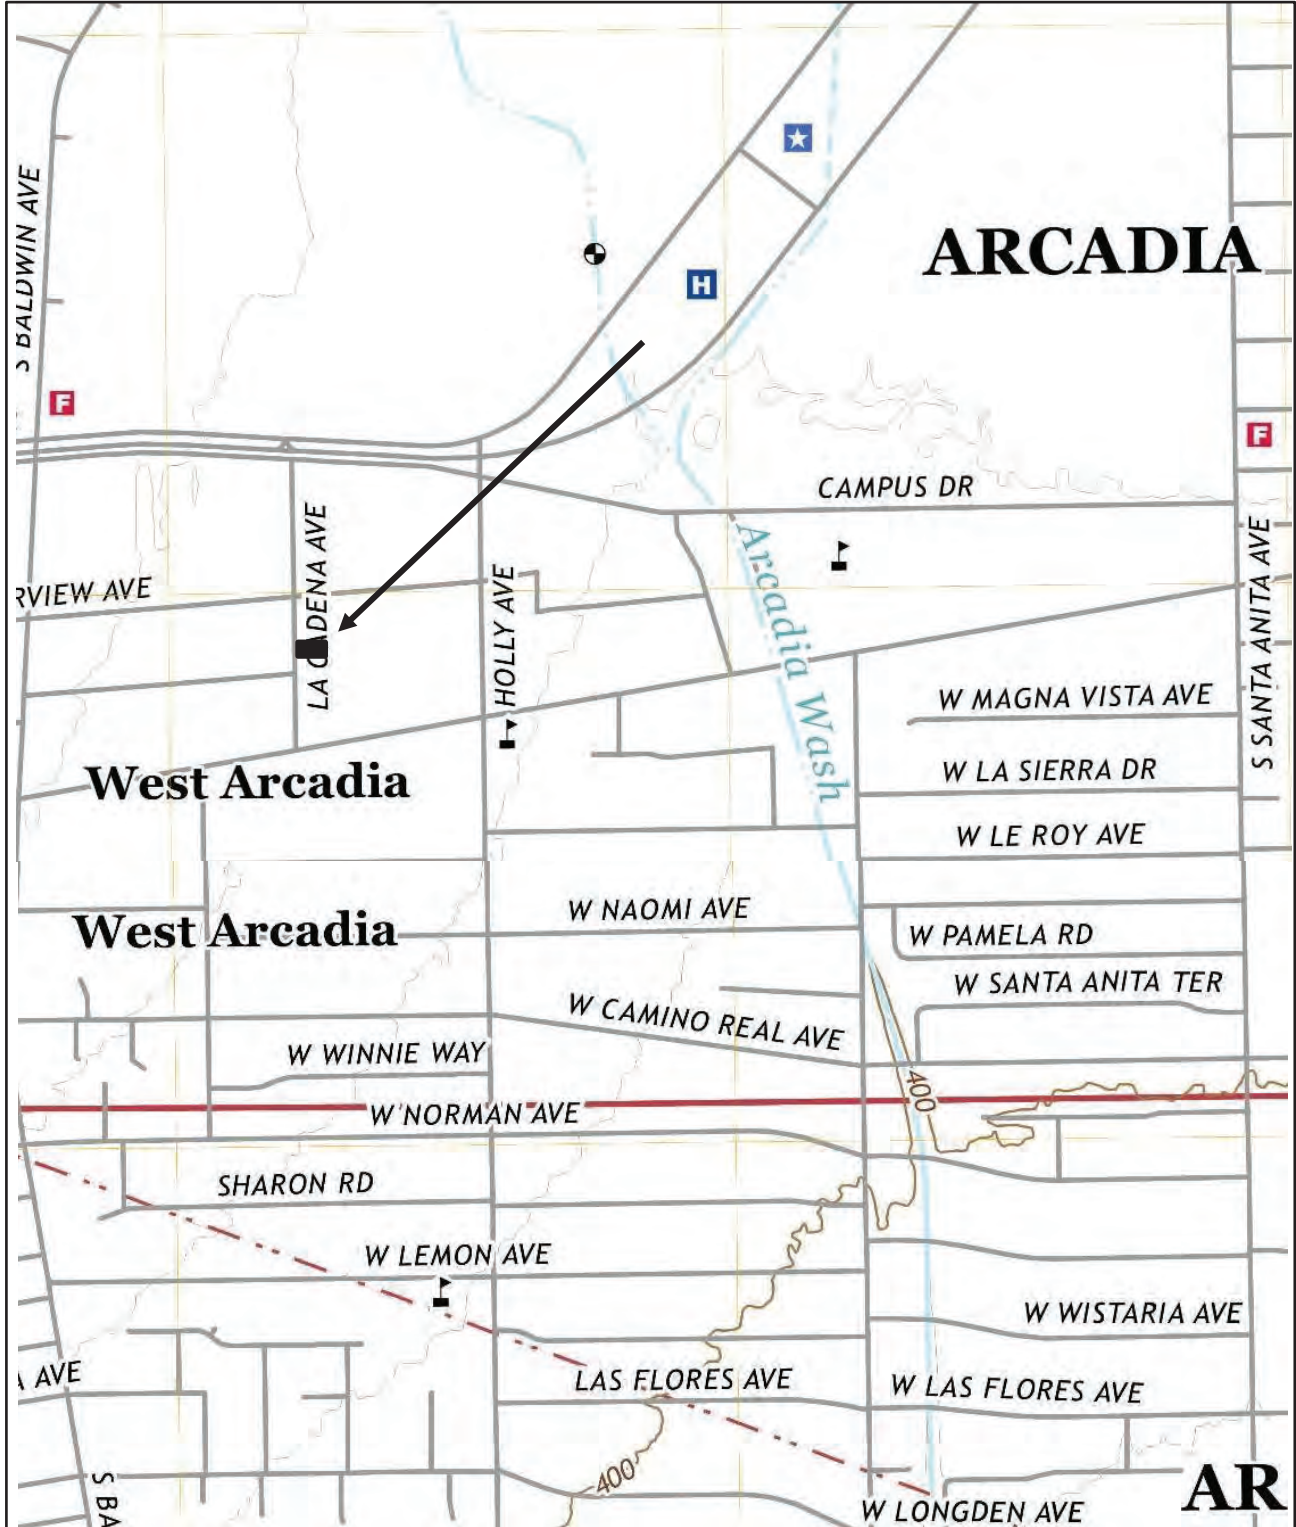 S BALDWIN AVE
ARCADIA
H
F
F
CAMPUS DR
LA CADENA AVE
RVIEW AVE
HOLLY AVE
Arcadia Wash
S SANTA ANITA AVE
W MAGNA VISTA AVE
West Arcadia
W LA SIERRA DR
W LE ROY AVE
W NAOMI AVE
West Arcadia
W PAMELA RD
W SANTA ANITA TER
W CAMINO REAL AVE
W WINNIE WAY
400
W NORMAN AVE
SHARON RD
W LEMON AVE
W WISTARIA AVE
A AVE
LAS FLORES AVE
W LAS FLORES AVE
400
S BA
AR
W LONGDEN AVE